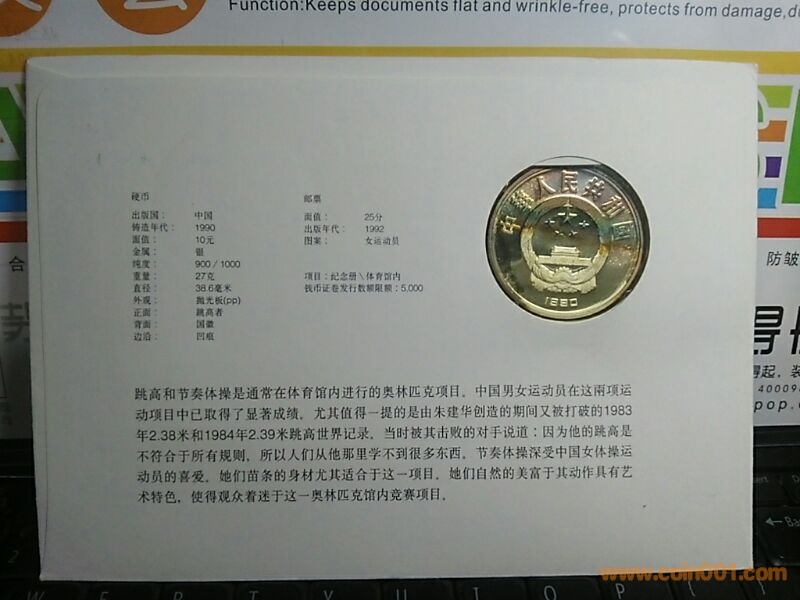 Function:Keeps documents flat and wrinkle-free, protects from damage,du
硬币
出版国： 中国
铸造年代： 1990
面值： 10元
金属： 银
纯度： 900 / 1000
重量： 27克
直径： 38.6毫米
外观： 抛光板(pp)
正面： 跳高者
背面： 国徽
边沿： 凹痕
邮票
面值： 25分
出版年代： 1992
图案： 女运动员
项目：纪念册\体育馆内
钱币证卷发行数额限额：5,000
中华人民共和国
1990
跳高和节奏体操是通常在体育馆内进行的奥林匹克项目。中国男女运动员在这兩项运
动项目中已取得了显著成绩。尤其值得一提的是由朱建华创造的期间又被打破的1983
年2.38米和1984年2.39米跳高世界记录。当时被其击败的对手说道：因为他的跳高是
不符合于所有规则，所以人们从他那里学不到很多东西。节奏体操深受中国女体操运
动员的喜爱。她们苗条的身材尤其适合于这一项目。她们自然的美富于其动作具有艺
术特色，使得观众着迷于这一奥林匹克馆内竞赛项目。
合
防皱
得
得起，装
400098
pop.co
Bac
www.coin001.com